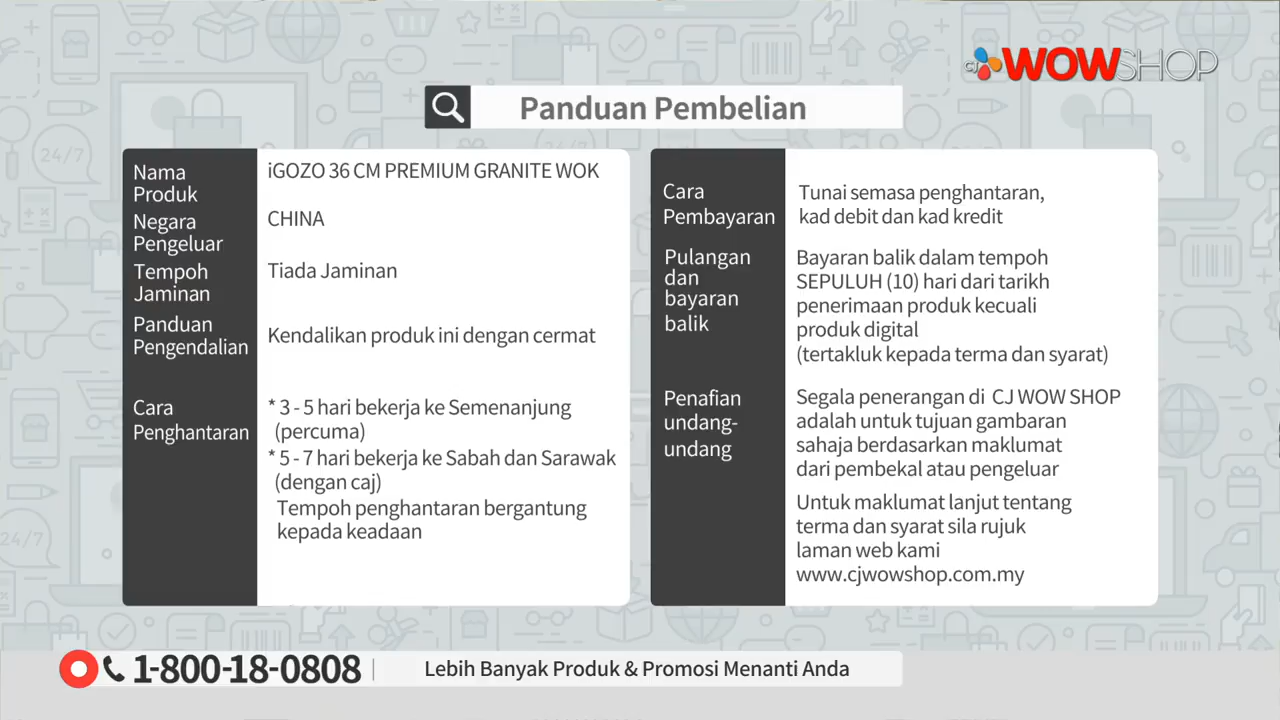 CJ WOWSHOP
Panduan Pembelian
Nama
Produk
iGOZO 36 CM PREMIUM GRANITE WOK
Negara
Pengeluar
CHINA
Tempoh
Jaminan
Tiada Jaminan
Panduan
Pengendalian
Kendalikan produk ini dengan cermat
Cara
Penghantaran
* 3 - 5 hari bekerja ke Semenanjung
(percuma)
* 5 - 7 hari bekerja ke Sabah dan Sarawak
(dengan caj)
Tempoh penghantaran bergantung
kepada keadaan
Cara
Pembayaran
Tunai semasa penghantaran,
kad debit dan kad kredit
Pulangan
dan
bayaran
balik
Bayaran balik dalam tempoh
SEPULUH (10) hari dari tarikh
penerimaan produk kecuali
produk digital
(tertakluk kepada terma dan syarat)
Penafian
undang-
undang
Segala penerangan di CJ WOW SHOP
adalah untuk tujuan gambaran
sahaja berdasarkan maklumat
dari pembekal atau pengeluar
Untuk maklumat lanjut tentang
terma dan syarat sila rujuk
laman web kami
www.cjwowshop.com.my
24/7
24/7
1-800-18-0808
Lebih Banyak Produk & Promosi Menanti Anda